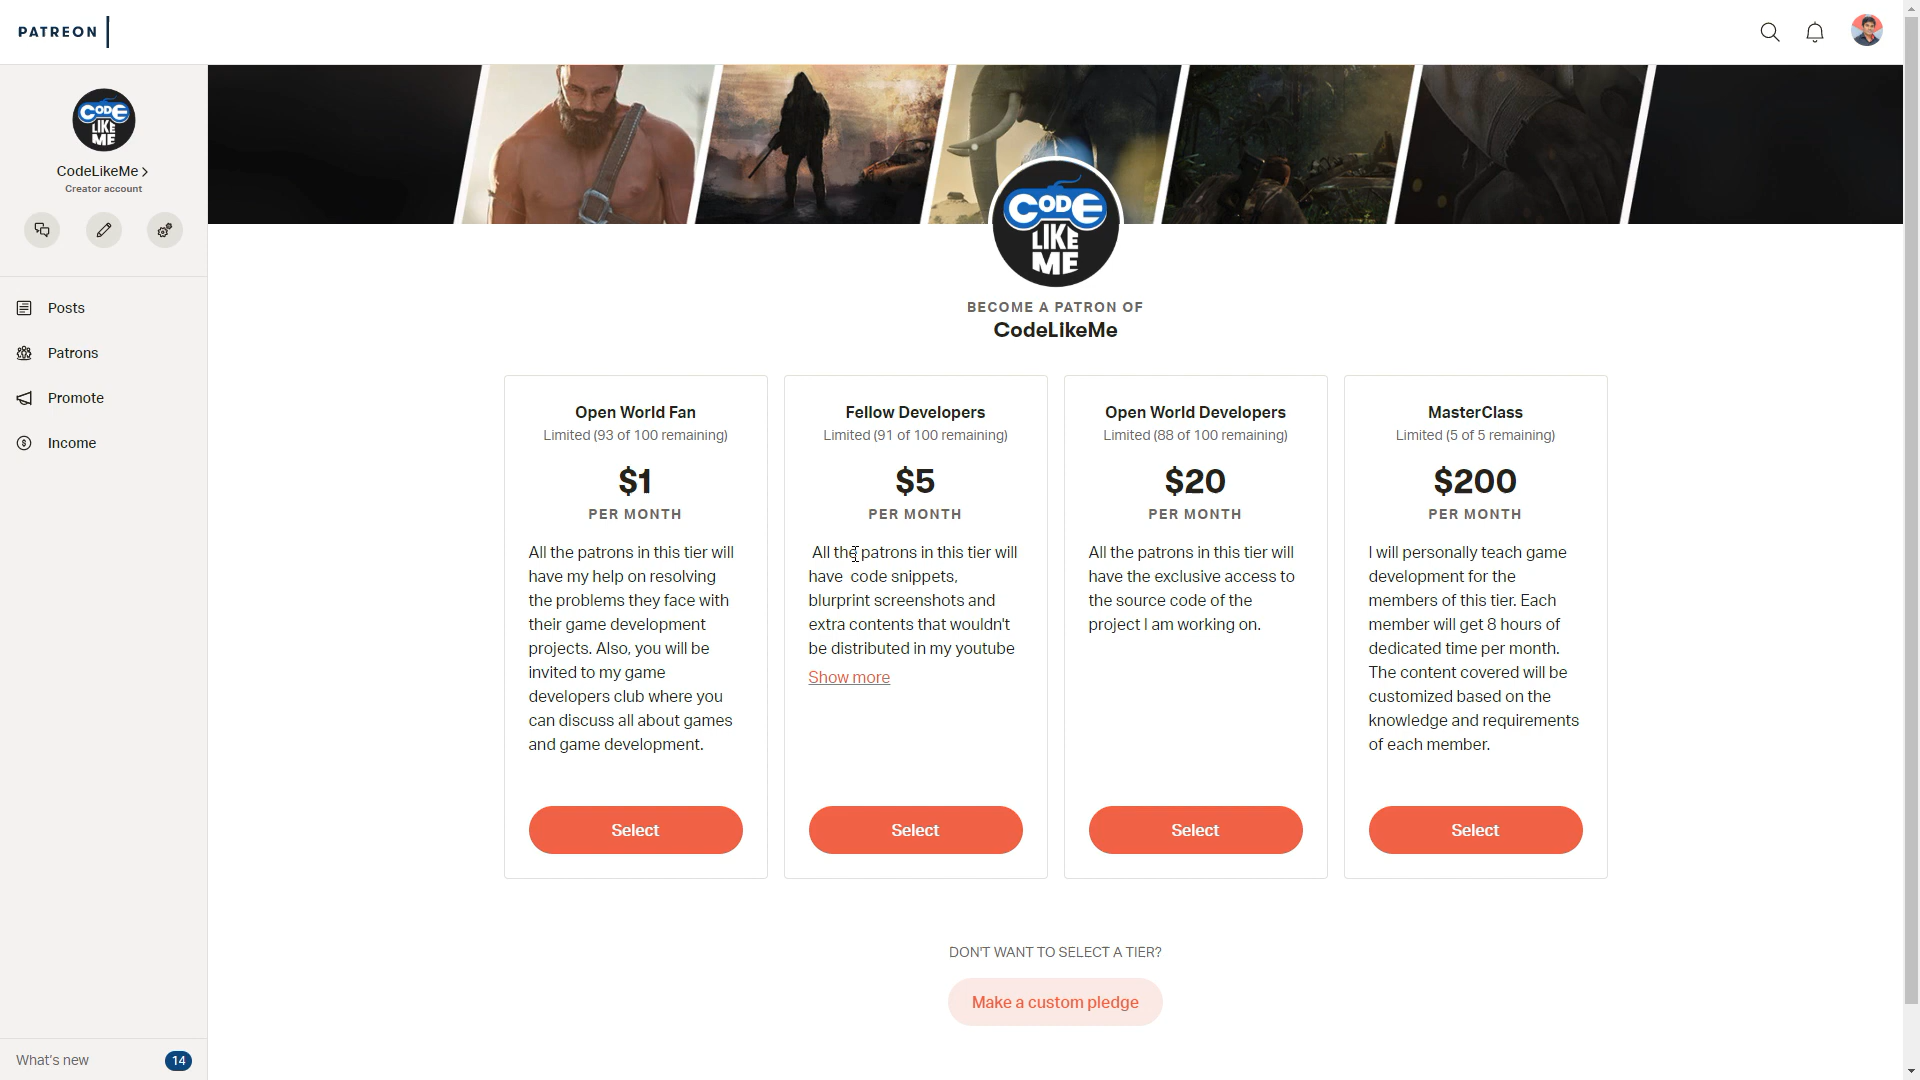 PATREON
CODE
LIKE
ME
CodeLikeMe
Creator account
Posts
Patrons
Promote
Income
What's new
14
CODE
LIKE
ME
BECOME A PATRON OF
CodeLikeMe
Open World Fan
Limited (93 of 100 remaining)
$1
PER MONTH
All the patrons in this tier will
have my help on resolving
the problems they face with
their game development
projects. Also, you will be
invited to my game
developers club where you
can discuss all about games
and game development.
Select
Fellow Developers
Limited (91 of 100 remaining)
$5
PER MONTH
All the patrons in this tier will
have code snippets,
blurprint screenshots and
extra contents that wouldn't
be distributed in my youtube
Show more
Select
Open World Developers
Limited (88 of 100 remaining)
$20
PER MONTH
All the patrons in this tier will
have the exclusive access to
the source code of the
project I am working on.
Select
MasterClass
Limited (5 of 5 remaining)
$200
PER MONTH
I will personally teach game
development for the
members of this tier. Each
member will get 8 hours of
dedicated time per month.
The content covered will be
customized based on the
knowledge and requirements
of each member.
Select
DON'T WANT TO SELECT A TIER?
Make a custom pledge